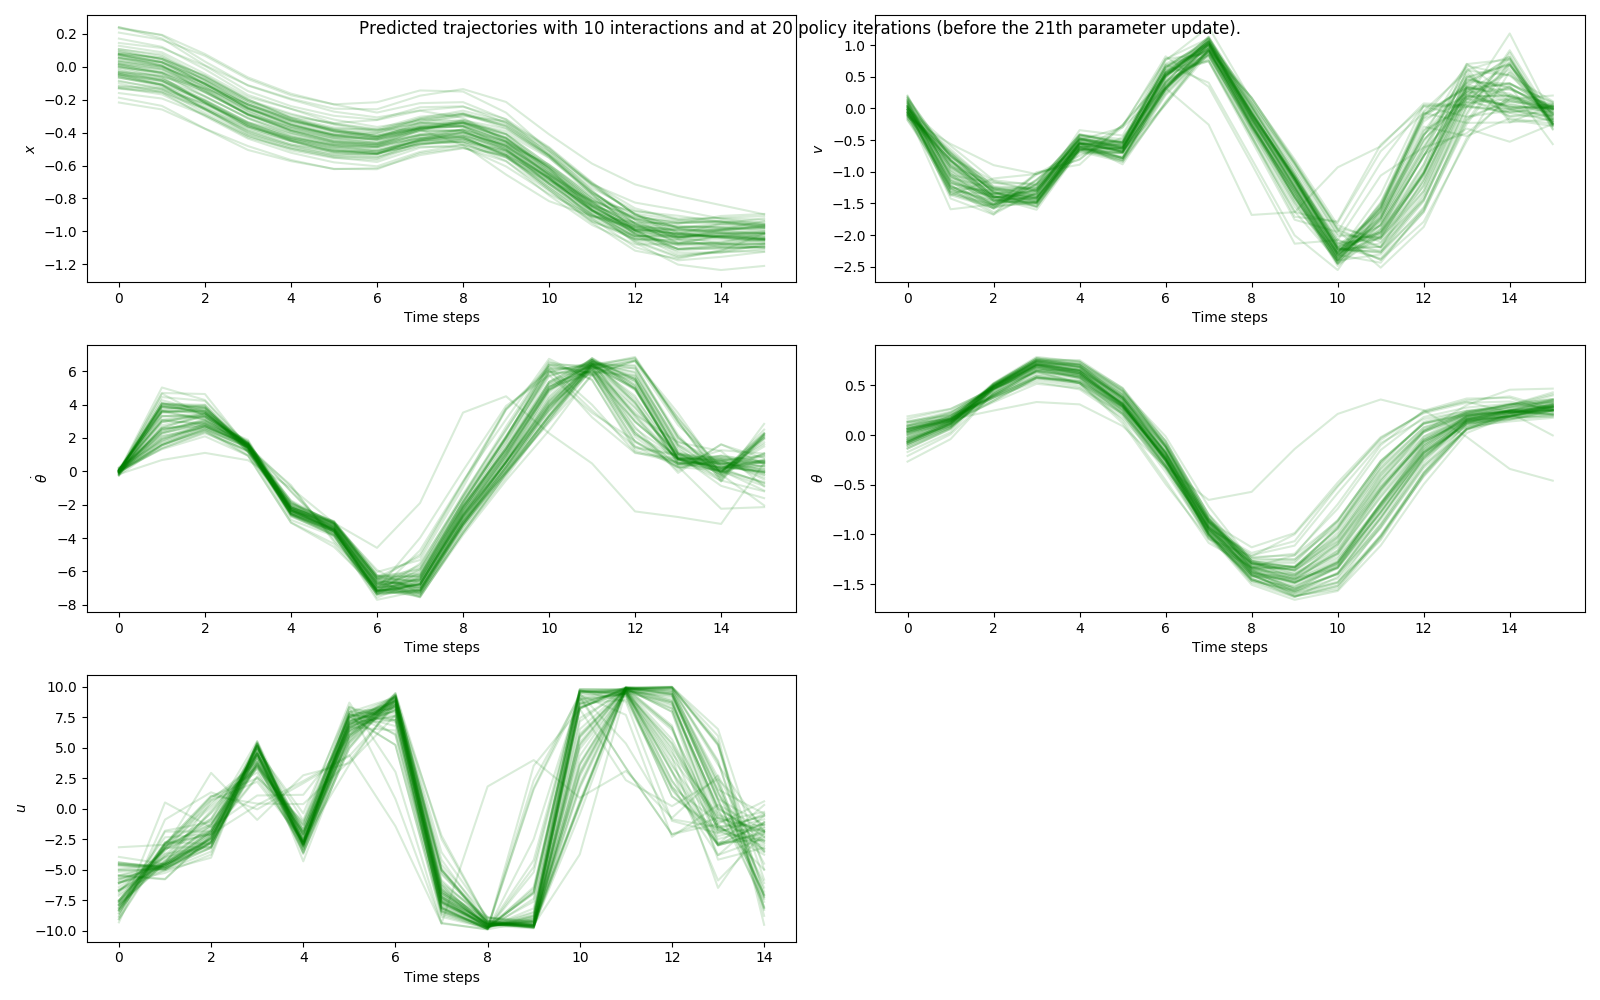 Predicted trajectories with 10 interactions and at 20 policy iterations (before the 21th parameter update).
0.2
0.0
−0.2
−0.4
−0.6
−0.8
−1.0
−1.2
x
0 2 4 6 8 10 12 14
Time steps
1.0
0.5
0.0
−0.5
−1.0
−1.5
−2.0
−2.5
v
0 2 4 6 8 10 12 14
Time steps
6
4
2
0
−2
−4
−6
−8
θ̇
0 2 4 6 8 10 12 14
Time steps
0.5
0.0
−0.5
−1.0
−1.5
θ
0 2 4 6 8 10 12 14
Time steps
10.0
7.5
5.0
2.5
0.0
−2.5
−5.0
−7.5
−10.0
u
0 2 4 6 8 10 12 14
Time steps